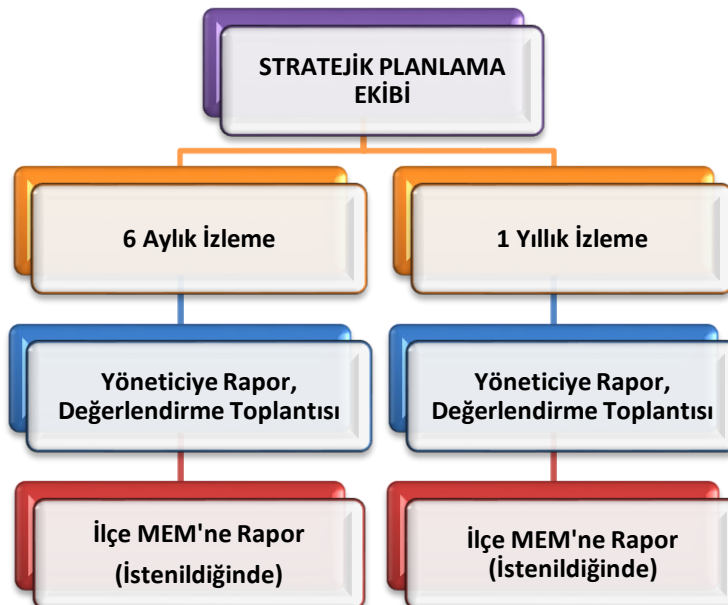 STRATEJİK PLANLAMA
EKİBİ
6 Aylık İzleme
1 Yıllık İzleme
Yöneticiye Rapor,
Değerlendirme Toplantısı
Yöneticiye Rapor,
Değerlendirme Toplantısı
İlçe MEM'ne Rapor
(İstenildiğinde)
İlçe MEM'ne Rapor
(İstenildiğinde)